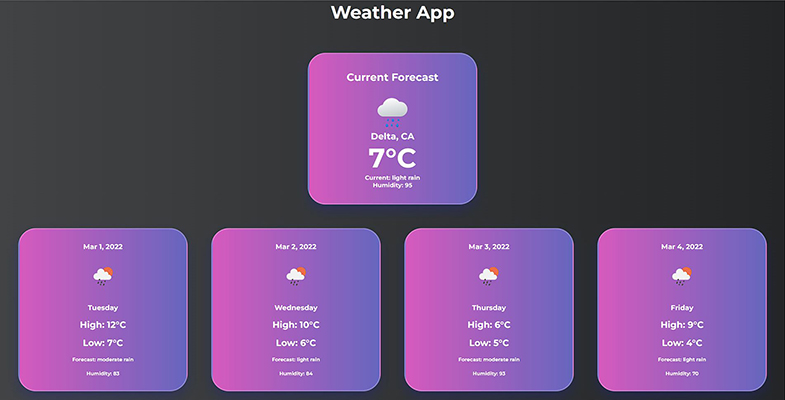 Weather App
Current Forecast
Delta, CA
7°C
Current: light rain
Humidity: 95
Mar 1, 2022
Tuesday
High: 12°C
Low: 7°C
Forecast: moderate rain
Humidity: 83
Mar 2, 2022
Wednesday
High: 10°C
Low: 6°C
Forecast: light rain
Humidity: 84
Mar 3, 2022
Thursday
High: 6°C
Low: 5°C
Forecast: moderate rain
Humidity: 93
Mar 4, 2022
Friday
High: 9°C
Low: 4°C
Forecast: light rain
Humidity: 70